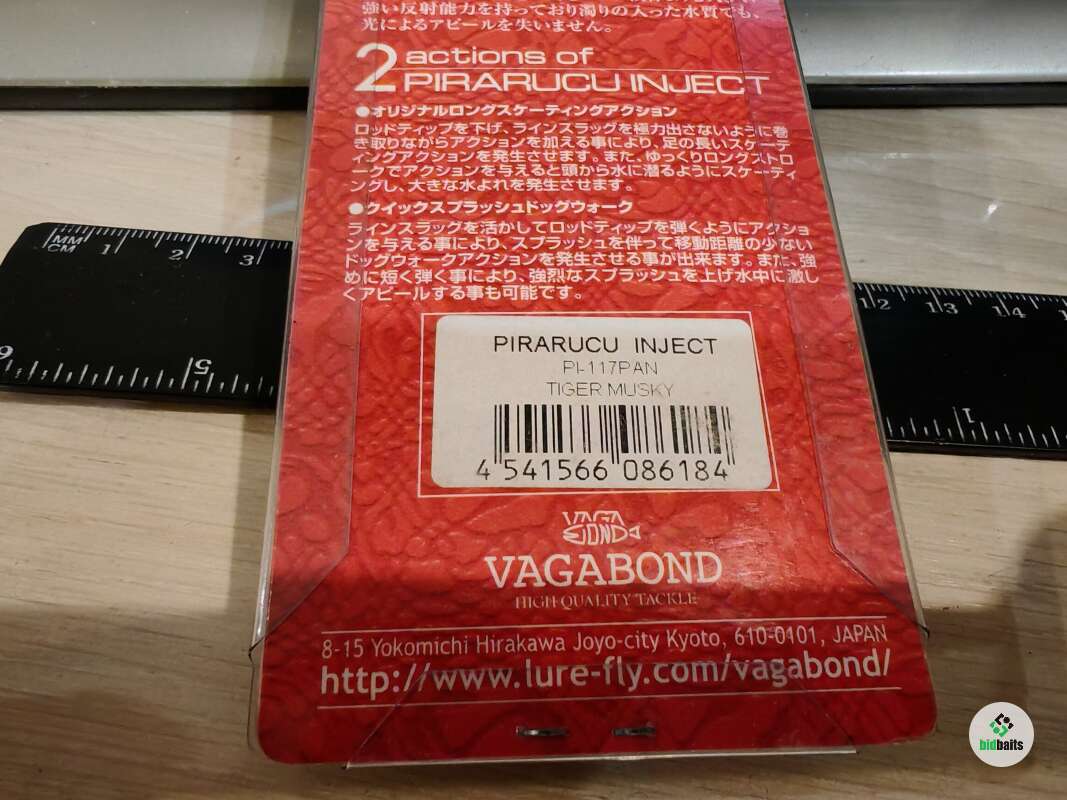 強い反射能力を持っており濁りの入った水質でも、
光によるアピールを失いません。
2 actions of
PIRARUCU INJECT
●オリジナルロングスケーティングアクション
ロッドティップを下げ、ラインスラッグを極力出さないように巻
き取りながらアクションを加える事により、足の長いスケーテ
ィングアクションを発生させます。また、ゆっくりロングストロ
ークでアクションを与えると頭から水に潜るようにスケーティ
ングし、大きな水よれを発生させます。
●クイックスプラッシュドッグウォーク
ラインスラッグを活かしてロッドティップを弾くようにアクショ
ンを与える事により、スプラッシュを伴って移動距離の少ない
ドッグウォークアクションを発生させる事が出来ます。また、強
めに短く弾く事により、強烈なスプラッシュを上げ水中に激し
くアピールする事も可能です。
MM
CM 1 2 3
12 13 14
6 5
1
PIRARUCU INJECT
PI-117PAN
TIGER MUSKY
4 541566 086184
VAGA
BOND
VAGABOND
HIGH QUALITY TACKLE
8-15 Yokomichi Hirakawa Joyo-city Kyoto, 610-0101, JAPAN
http://www.lure-fly.com/vagabond/
bidbaits